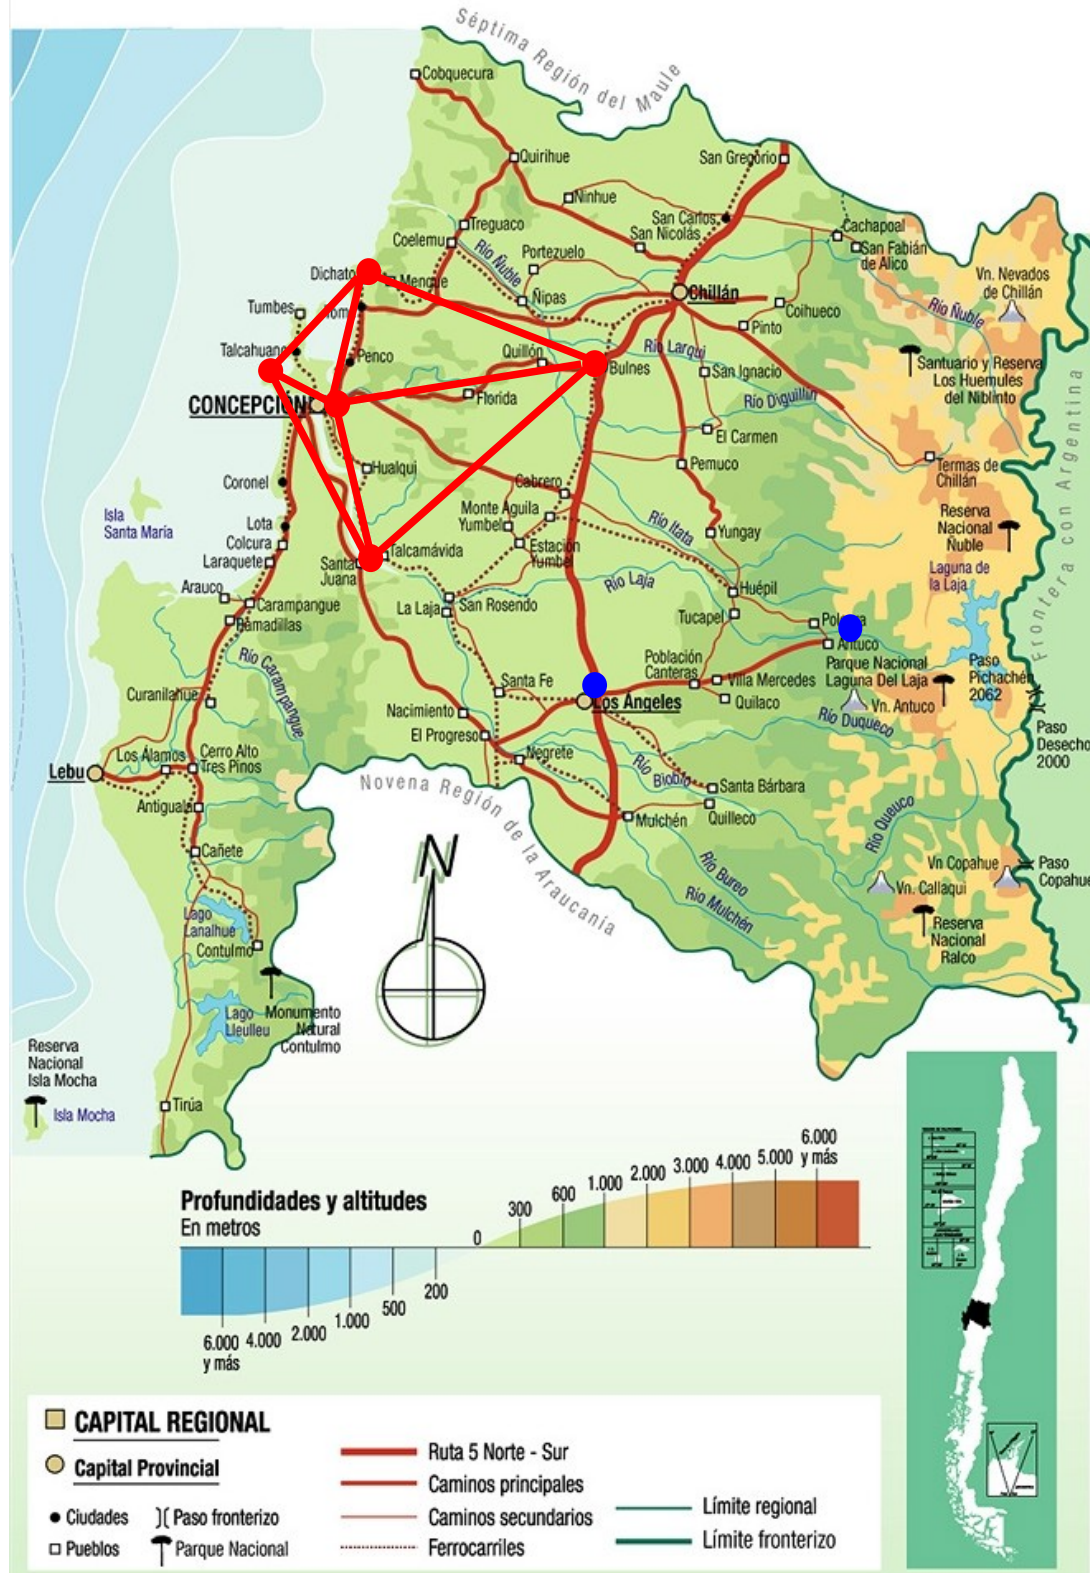 Séptima Región del Maule
Cobquecura
Quirihue
San Gregorio
Ninhue
San Carlos
San Nicolás
Treguaco
Coelemu
Cachapoal
San Fabián
de Alico
Portezuelo
Río Ñuble
Vn. Nevados
de Chillán
Dichato
Menque
Ñipas
Chillán
Coihueco
Río Ñuble
Tumbes
Pinto
Talcahuano
Penco
Quillón
Río Larqui
Bulnes
San Ignacio
Santuario y Reserva
Los Huemules
del Niblinto
CONCEPCIÓN
Florida
Río Diguillín
El Carmen
Hualqui
Pemuco
Termas de
Chillán
Coronel
Cabrero
Isla
Santa María
Monte Aguila
Yumbel
Río Itata
Reserva
Nacional
Ñuble
Lota
Colcura
Laraquete
Yungay
Estación
Yumbel
Talcamávida
Santa
Juana
Laguna de
la Laja
Frontera con Argentina
Arauco
Carampangue
Ramadillas
La Laja
San Rosendo
Río Laja
Huépil
Tucapel
Antuco
Río Carampangue
Población
Canteras
Parque Nacional
Laguna Del Laja
Paso
Pichachén
2062
Curanilahue
Santa Fe
Villa Mercedes
Quilaco
Vn. Antuco
Nacimiento
Los Ángeles
Río Duqueco
Paso
Desecho
2000
El Progreso
Los Álamos
Cerro Alto
Tres Pinos
Negrete
Río Biobío
Lebu
Santa Bárbara
Antiguala
Novena Región de la Araucanía
Mulchén
Quilleco
Río Queuco
Cañete
Río Bureo
Vn Copahue
Paso
Copahue
Vn. Callaqui
Río Mulchén
N
Lago
Lanalhue
Contulmo
Reserva
Nacional
Ralco
Lago
Lleulleu
Monumento
Natural
Contulmo
Reserva
Nacional
Isla Mocha
Isla Mocha
Tirúa
Profundidades y altitudes
En metros
0
300
600
1.000
2.000
3.000
4.000
5.000
6.000
y más
6.000
y más
4.000
2.000
1.000
500
200
CAPITAL REGIONAL
Capital Provincial
Ciudades
Pueblos
Paso fronterizo
Parque Nacional
Ruta 5 Norte - Sur
Caminos principales
Caminos secundarios
Ferrocarriles
Límite regional
Límite fronterizo